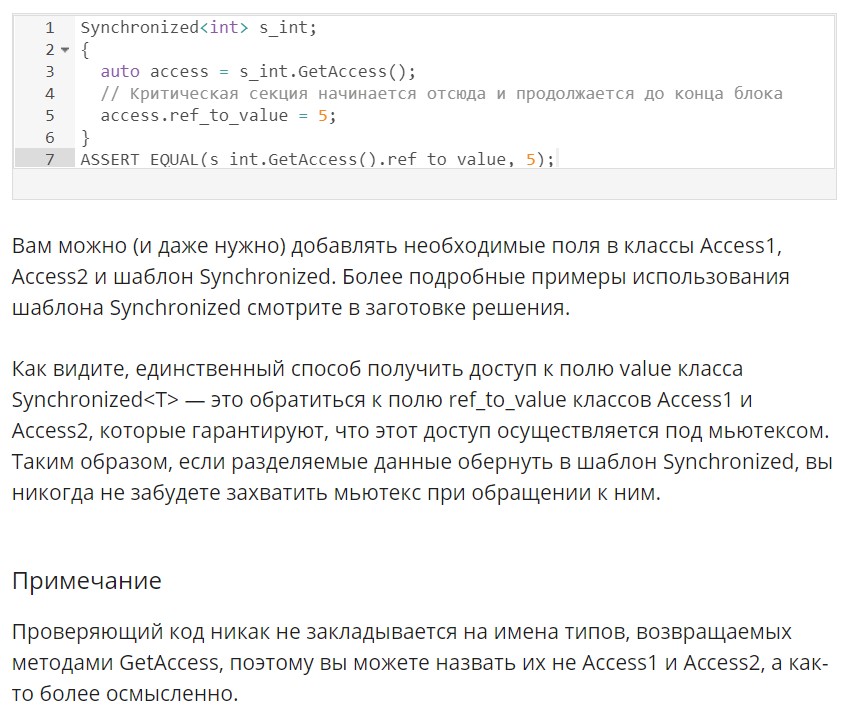 1 Synchronized<int> s_int;
2 {
3 auto access = s_int.GetAccess();
4 // Критическая секция начинается отсюда и продолжается до конца блока
5 access.ref_to_value = 5;
6 }
7 ASSERT_EQUAL(s_int.GetAccess().ref_to_value, 5);
Вам можно (и даже нужно) добавлять необходимые поля в классы Access1,
Access2 и шаблон Synchronized. Более подробные примеры использования
шаблона Synchronized смотрите в заготовке решения.
Как видите, единственный способ получить доступ к полю value класса
Synchronized<T> — это обратиться к полю ref_to_value классов Access1 и
Access2, которые гарантируют, что этот доступ осуществляется под мьютексом.
Таким образом, если разделяемые данные обернуть в шаблон Synchronized, вы
никогда не забудете захватить мьютекс при обращении к ним.
Примечание
Проверяющий код никак не закладывается на имена типов, возвращаемых
методами GetAccess, поэтому вы можете назвать их не Access1 и Access2, а как-
то более осмысленно.